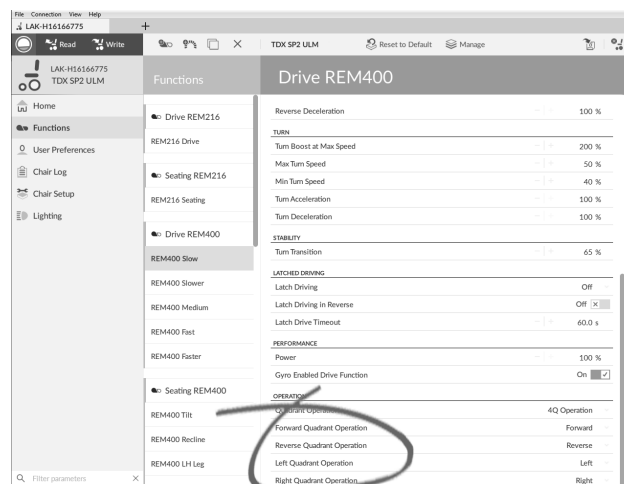 File Connection View Help
LAK-H16166775
+
Read Write TDX SP2 ULM Reset to Default Manage
LAK-H16166775
TDX SP2 ULM
Functions
Drive REM400
Home
Functions
User Preferences
Chair Log
Chair Setup
Lighting
Filter parameters
Drive REM216
REM216 Drive
Seating REM216
REM216 Seating
Drive REM400
REM400 Slow
REM400 Slower
REM400 Medium
REM400 Fast
REM400 Faster
Seating REM400
REM400 Tilt
REM400 Recline
REM400 LH Leg
Reverse Deceleration 100 %
TURN
Turn Boost at Max Speed 200 %
Max Turn Speed 50 %
Min Turn Speed 40 %
Turn Acceleration 100 %
Turn Deceleration 100 %
STABILITY
Turn Transition 65 %
LATCHED DRIVING
Latch Driving Off
Latch Driving in Reverse Off
Latch Drive Timeout 60.0 s
PERFORMANCE
Power 100 %
Gyro Enabled Drive Function On
OPERATION
Quadrant Operation 4Q Operation
Forward Quadrant Operation Forward
Reverse Quadrant Operation Reverse
Left Quadrant Operation Left
Right Quadrant Operation Right